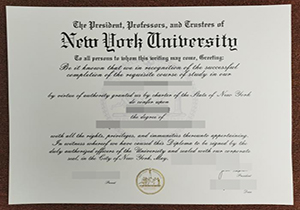 The President, Professors, and Trustees of
New York University
To all persons to whom this writing may come, Greeting:
Be it known that we in recognition of the successful
completion of the requisite course of study in our
by virtue of authority granted us by charter of the State of New York
do confer upon
the degree of
with all the rights, privileges, and immunities thereunto appertaining.
In witness whereof we have caused this Diploma to be signed by the
duly authorized officers of the University and sealed with our corporate
seal, in the City of New York, May,